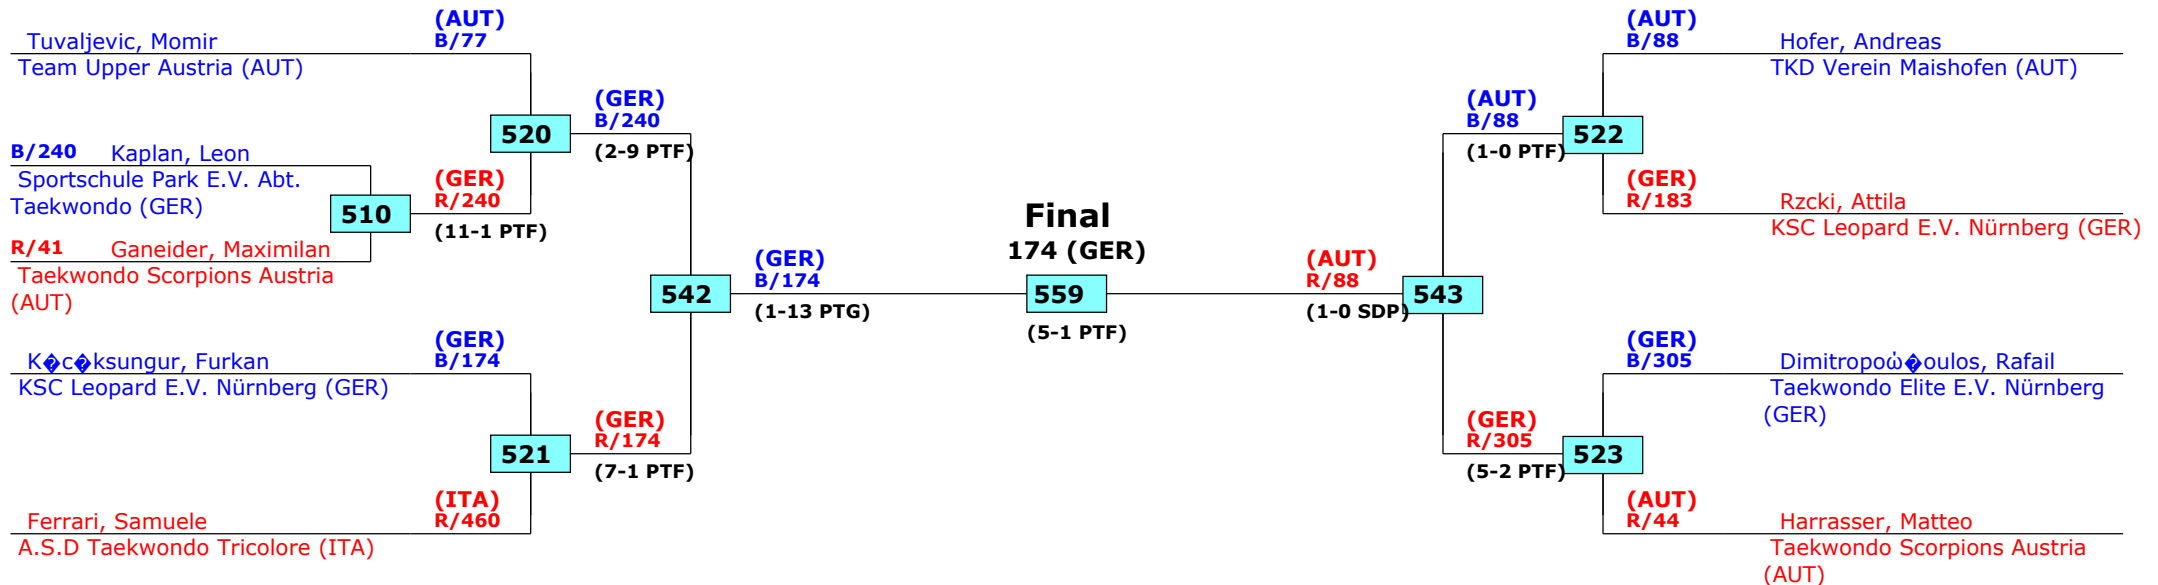 (AUT)
B/77
Tuvaljevic, Momir
Team Upper Austria (AUT)
B/240 Kaplan, Leon
Sportschule Park E.V. Abt.
Taekwondo (GER)
R/41 Ganeider, Maximilan
Taekwondo Scorpions Austria
(AUT)
510
(GER)
R/240
(11-1 PTF)
520
(GER)
B/240
(2-9 PTF)
(GER)
B/174
K�c�ksungur, Furkan
KSC Leopard E.V. Nürnberg (GER)
521
(GER)
R/174
(7-1 PTF)
(ITA)
R/460
Ferrari, Samuele
A.S.D Taekwondo Tricolore (ITA)
542
(GER)
B/174
(1-13 PTG)
Final
174 (GER)
559
(5-1 PTF)
(AUT)
R/88
(1-0 SDP)
543
(AUT)
B/88
(1-0 PTF)
522
(AUT)
B/88
Hofer, Andreas
TKD Verein Maishofen (AUT)
(GER)
R/183
Rzcki, Attila
KSC Leopard E.V. Nürnberg (GER)
(GER)
R/305
(5-2 PTF)
523
(GER)
B/305
Dimitropoὠ�oulos, Rafail
Taekwondo Elite E.V. Nürnberg
(GER)
(AUT)
R/44
Harrasser, Matteo
Taekwondo Scorpions Austria
(AUT)